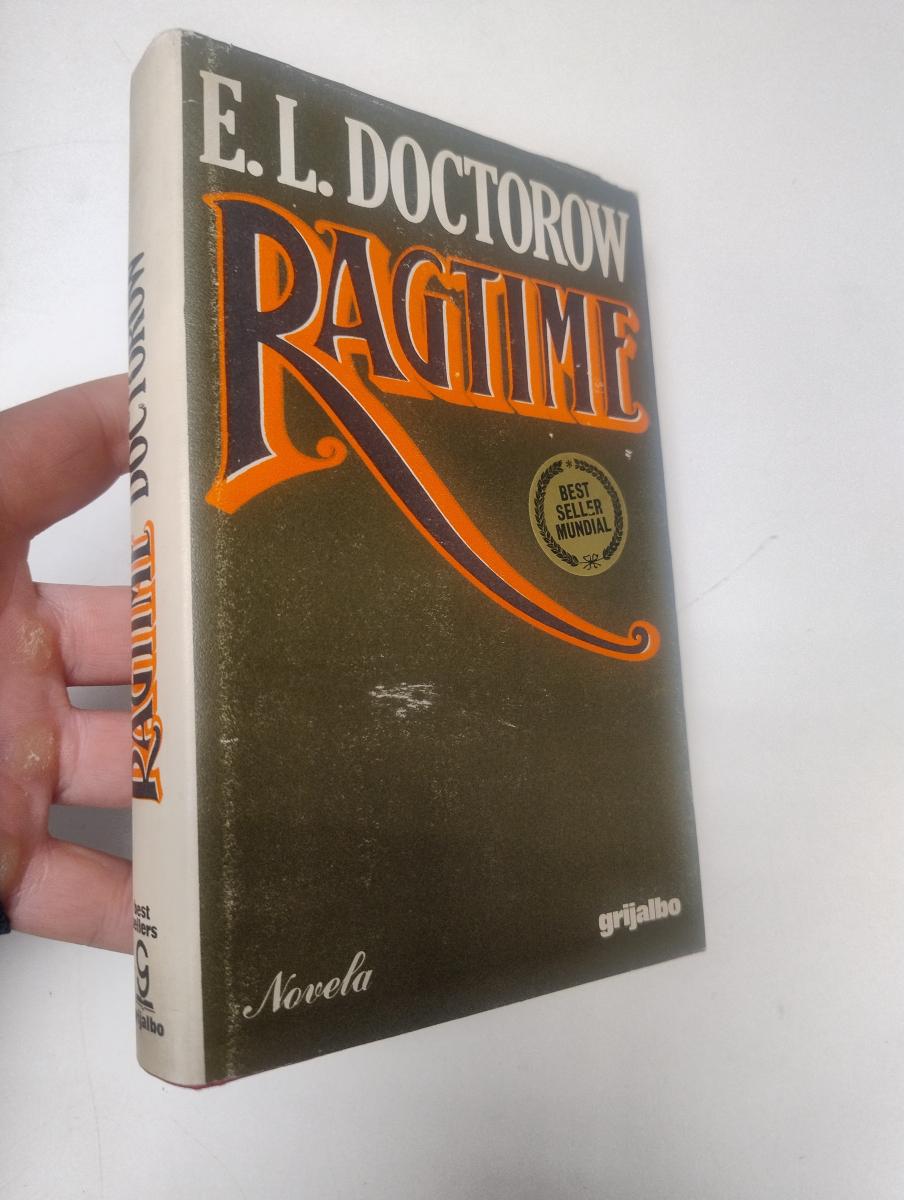 E. L. DOCTOROW
RAGTIME
BEST
SELLER
MUNDIAL
grijalbo
Novela
RAGTIME DOCTOROW
best
sellers
grijalbo